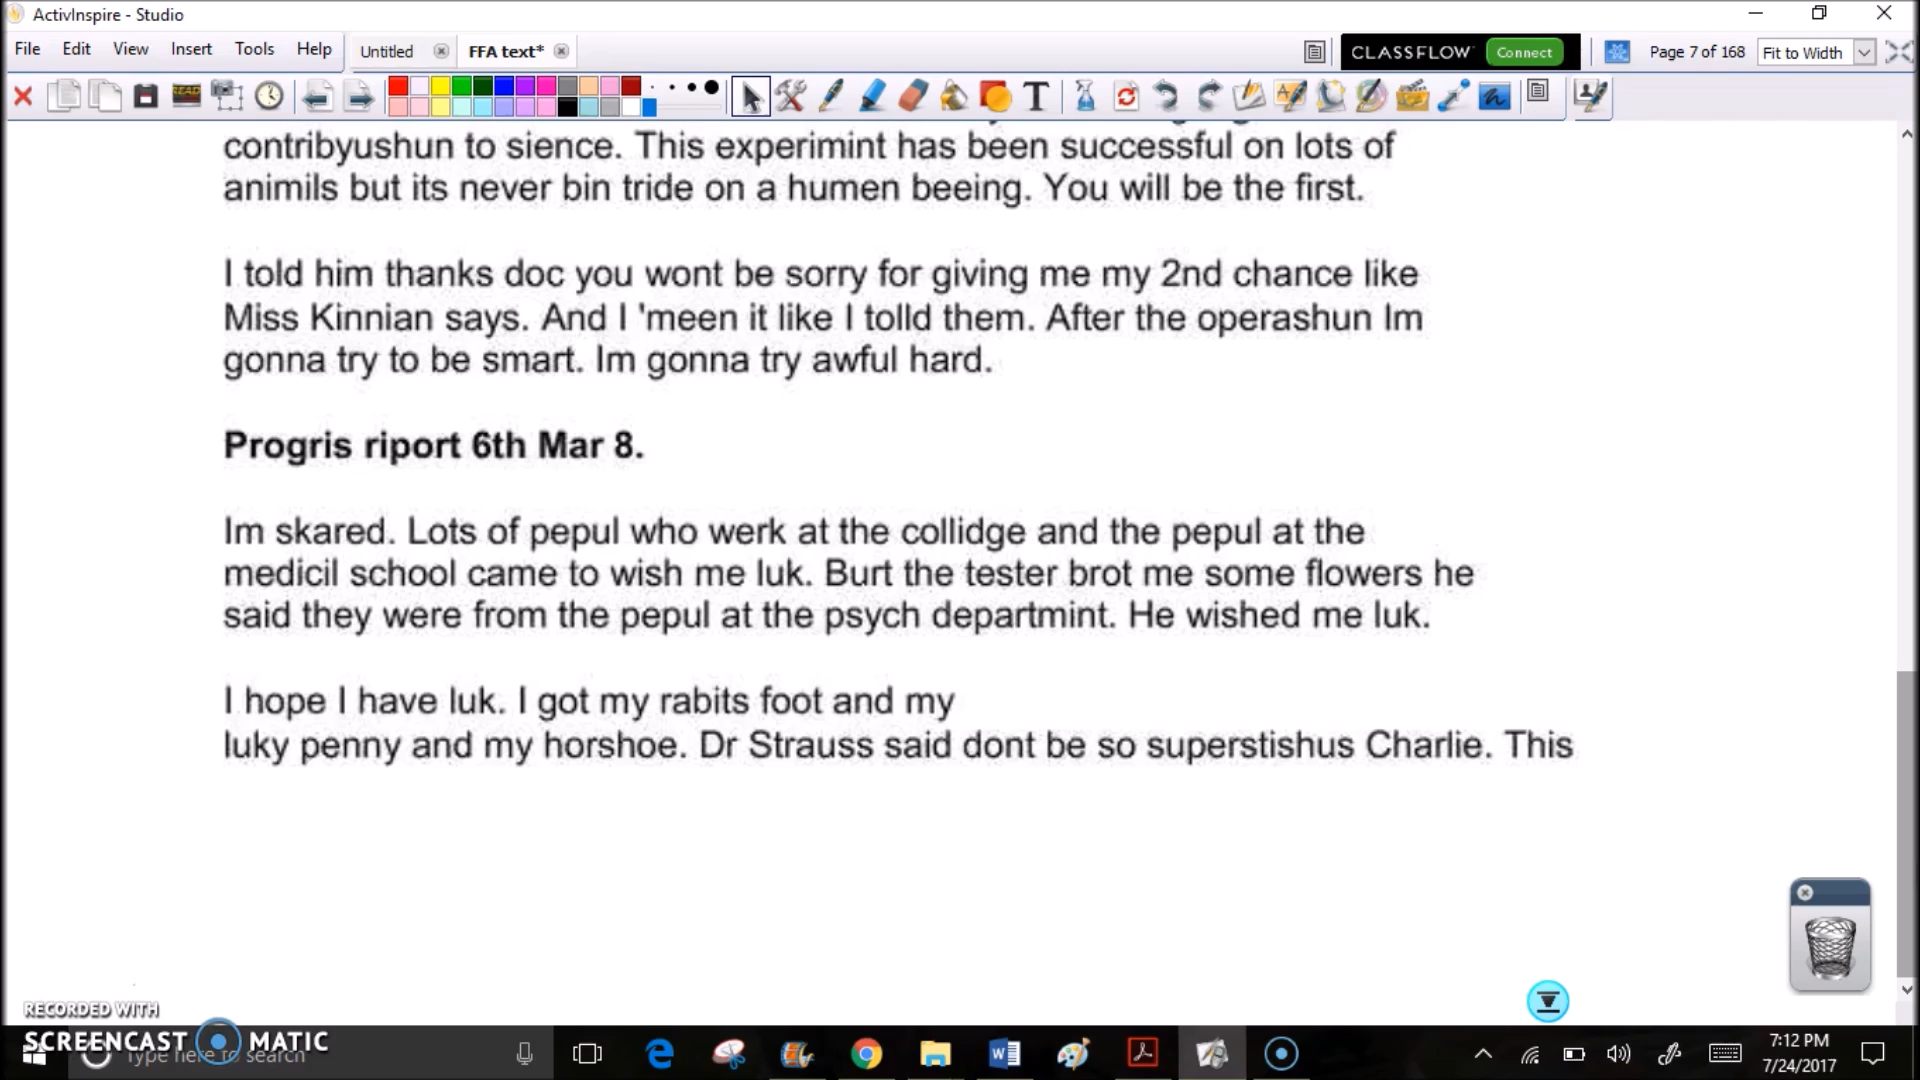 ActivInspire - Studio
File Edit View Insert Tools Help
Untitled
FFA text*
CLASSFLOW Connect
Page 7 of 168
Fit to Width
contribyushun to sience. This experimint has been successful on lots of
animils but its never bin tride on a humen beeing. You will be the first.
I told him thanks doc you wont be sorry for giving me my 2nd chance like
Miss Kinnian says. And I 'meen it like I tolld them. After the operashun Im
gonna try to be smart. Im gonna try awful hard.
Progris riport 6th Mar 8.
Im skared. Lots of pepul who werk at the collidge and the pepul at the
medicil school came to wish me luk. Burt the tester brot me some flowers he
said they were from the pepul at the psych departmint. He wished me luk.
I hope I have luk. I got my rabits foot and my
luky penny and my horshoe. Dr Strauss said dont be so superstishus Charlie. This
RECORDED WITH
SCREENCAST MATIC
Type here to search
7:12 PM
7/24/2017